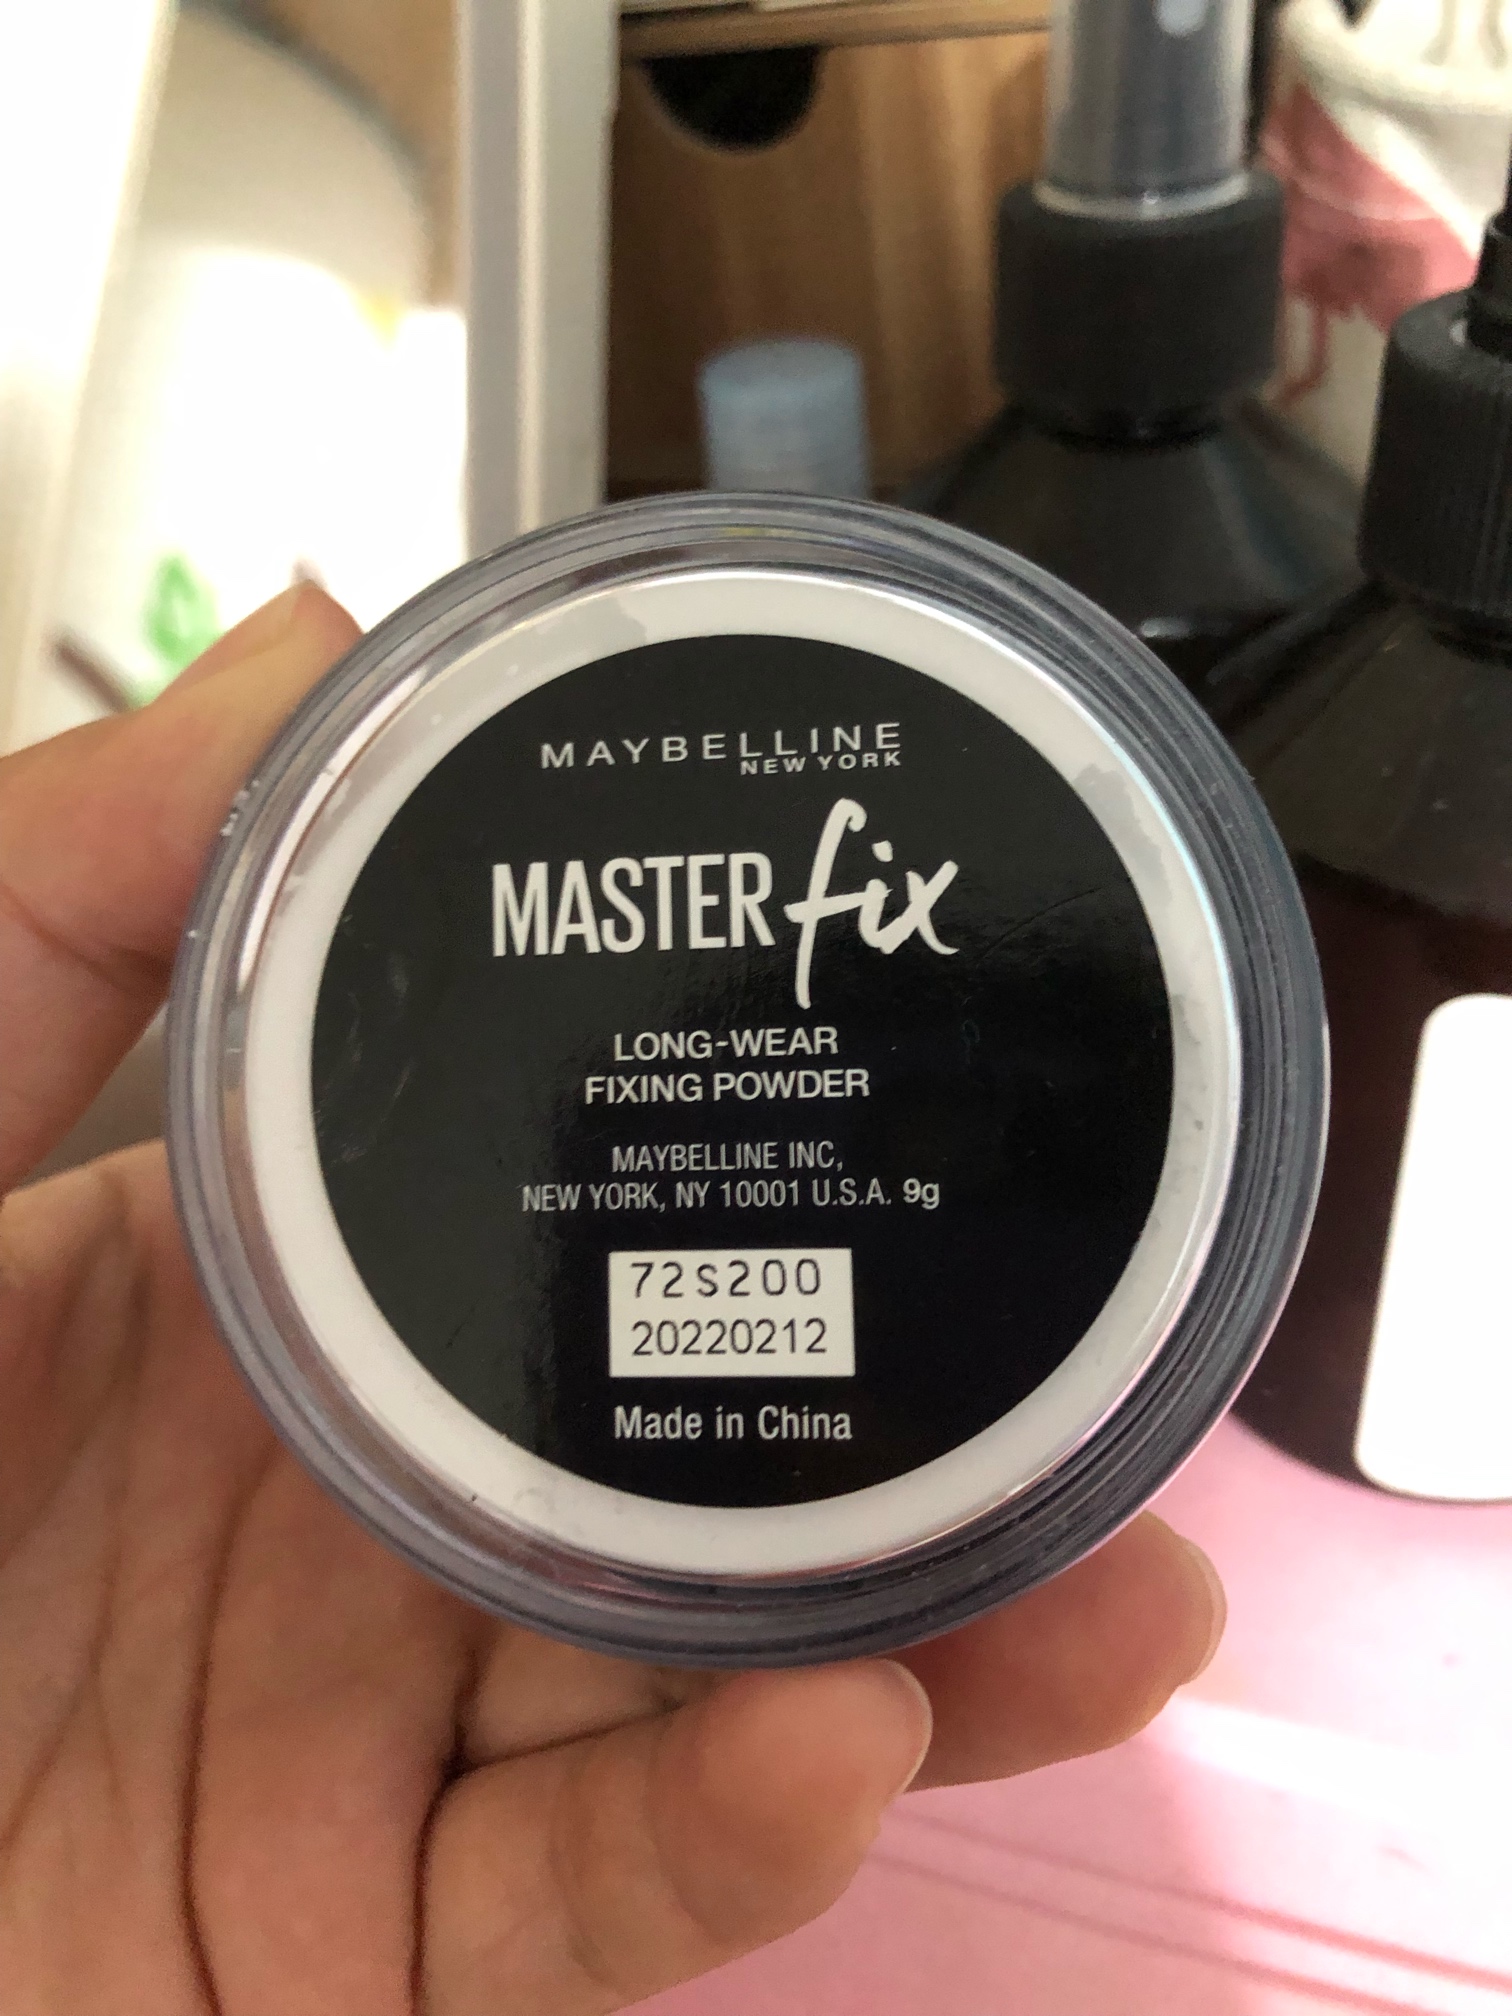 MAYBELLINE
NEW YORK
MASTER fix
LONG-WEAR
FIXING POWDER
MAYBELLINE INC,
NEW YORK, NY 10001 U.S.A. 9g
72S200
20220212
Made in China